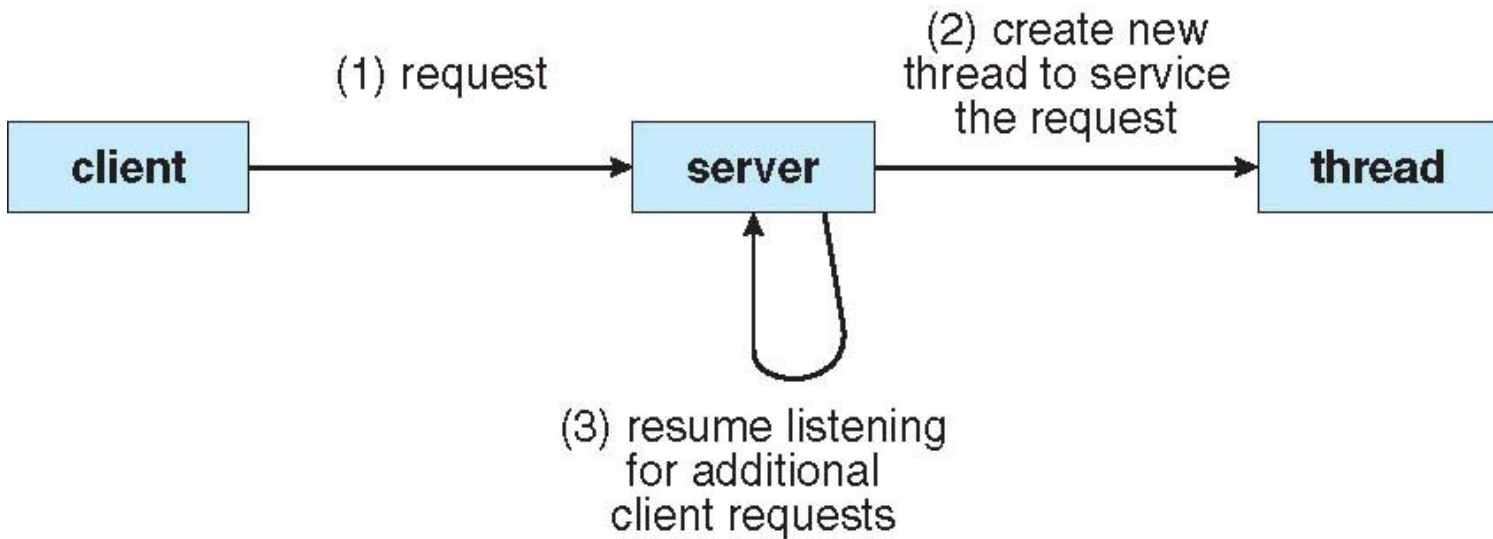 (1) request
(2) create new
thread to service
the request
client
server
thread
(3) resume listening
for additional
client requests